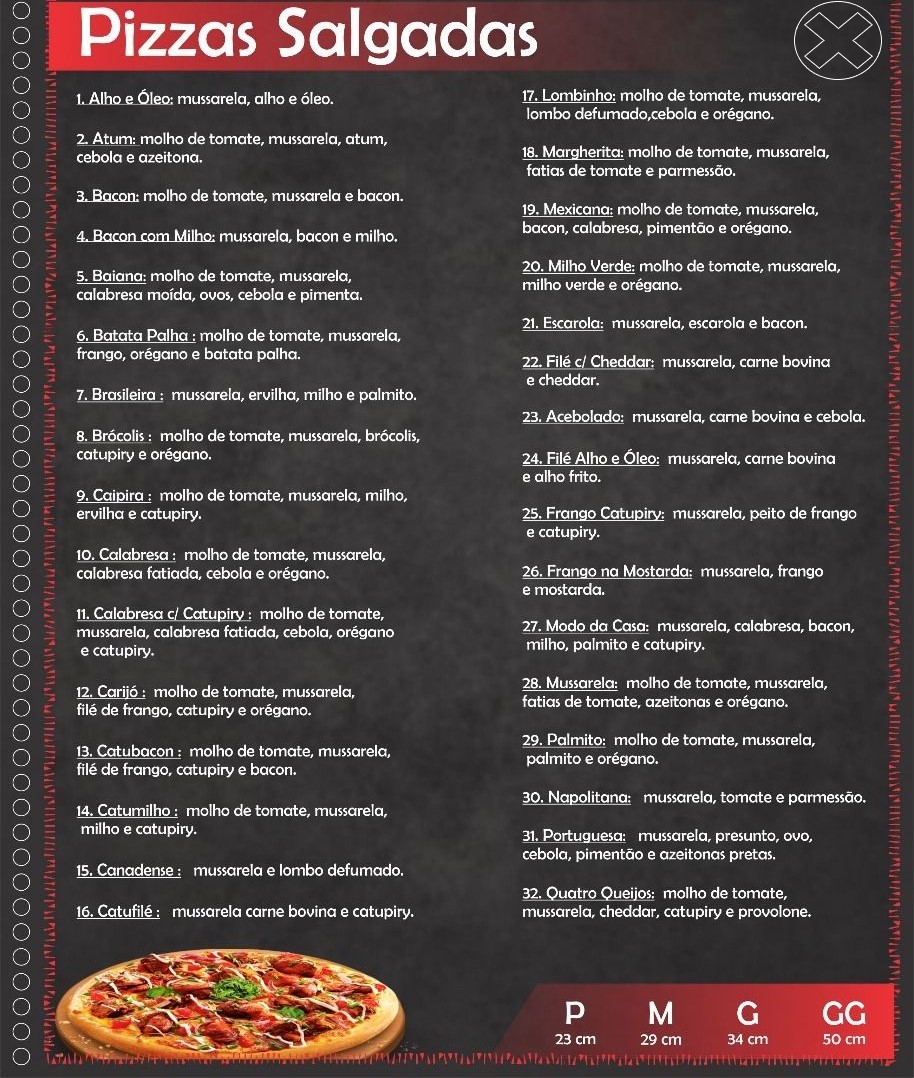 Pizzas Salgadas
1. Alho e Óleo: mussarela, alho e óleo.
2. Atum: molho de tomate, mussarela, atum,
cebola e azeitona.
3. Bacon: molho de tomate, mussarela e bacon.
4. Bacon com Milho: mussarela, bacon e milho.
5. Baiana: molho de tomate, mussarela,
calabresa moída, ovos, cebola e pimenta.
6. Batata Palha : molho de tomate, mussarela,
frango, orégano e batata palha.
7. Brasileira : mussarela, ervilha, milho e palmito.
8. Brócolis : molho de tomate, mussarela, brócolis,
catupiry e orégano.
9. Caipira : molho de tomate, mussarela, milho,
ervilha e catupiry.
10. Calabresa : molho de tomate, mussarela,
calabresa fatiada, cebola e orégano.
11. Calabresa c/ Catupiry : molho de tomate,
mussarela, calabresa fatiada, cebola, orégano
e catupiry.
12. Carijó : molho de tomate, mussarela,
filé de frango, catupiry e orégano.
13. Catubacon : molho de tomate, mussarela,
filé de frango, catupiry e bacon.
14. Catumilho : molho de tomate, mussarela,
milho e catupiry.
15. Canadense : mussarela e lombo defumado.
16. Catufilé : mussarela carne bovina e catupiry.
17. Lombinho: molho de tomate, mussarela,
lombo defumado,cebola e orégano.
18. Margherita: molho de tomate, mussarela,
fatias de tomate e parmessão.
19. Mexicana: molho de tomate, mussarela,
bacon, calabresa, pimentão e orégano.
20. Milho Verde: molho de tomate, mussarela,
milho verde e orégano.
21. Escarola: mussarela, escarola e bacon.
22. Filé c/ Cheddar: mussarela, carne bovina
e cheddar.
23. Acebolado: mussarela, carne bovina e cebola.
24. Filé Alho e Óleo: mussarela, carne bovina
e alho frito.
25. Frango Catupiry: mussarela, peito de frango
e catupiry.
26. Frango na Mostarda: mussarela, frango
e mostarda.
27. Modo da Casa: mussarela, calabresa, bacon,
milho, palmito e catupiry.
28. Mussarela: molho de tomate, mussarela,
fatias de tomate, azeitonas e orégano.
29. Palmito: molho de tomate, mussarela,
palmito e orégano.
30. Napolitana: mussarela, tomate e parmessão.
31. Portuguesa: mussarela, presunto, ovo,
cebola, pimentão e azeitonas pretas.
32. Quatro Queijos: molho de tomate,
mussarela, cheddar, catupiry e provolone.
P M G GG
23 cm 29 cm 34 cm 50 cm